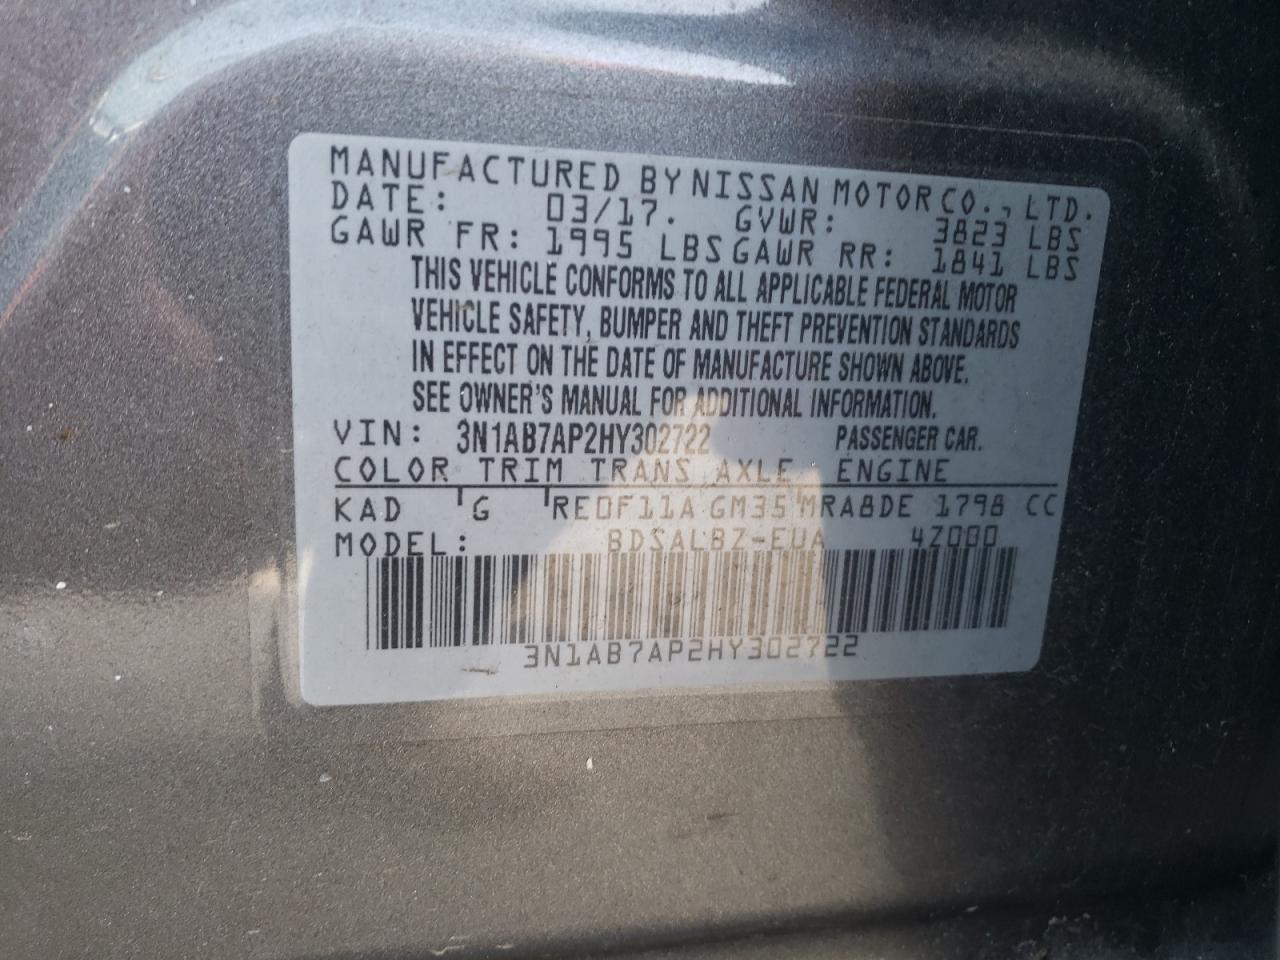 MANUFACTURED BY NISSAN MOTOR CO., LTD.
DATE: 03/17. GVWR: 3823 LBS
GAWR FR: 1995 LBS GAWR RR: 1841 LBS
THIS VEHICLE CONFORMS TO ALL APPLICABLE FEDERAL MOTOR
VEHICLE SAFETY, BUMPER AND THEFT PREVENTION STANDARDS
IN EFFECT ON THE DATE OF MANUFACTURE SHOWN ABOVE.
SEE OWNER'S MANUAL FOR ADDITIONAL INFORMATION.
VIN: 3N1AB7AP2HY302722 PASSENGER CAR.
COLOR TRIM TRANS AXLE ENGINE
KAD G RE0F11A GM35 MRA8DE 1798 CC
MODEL: BDSALBZ-EUA 4Z000
3N1AB7AP2HY302722